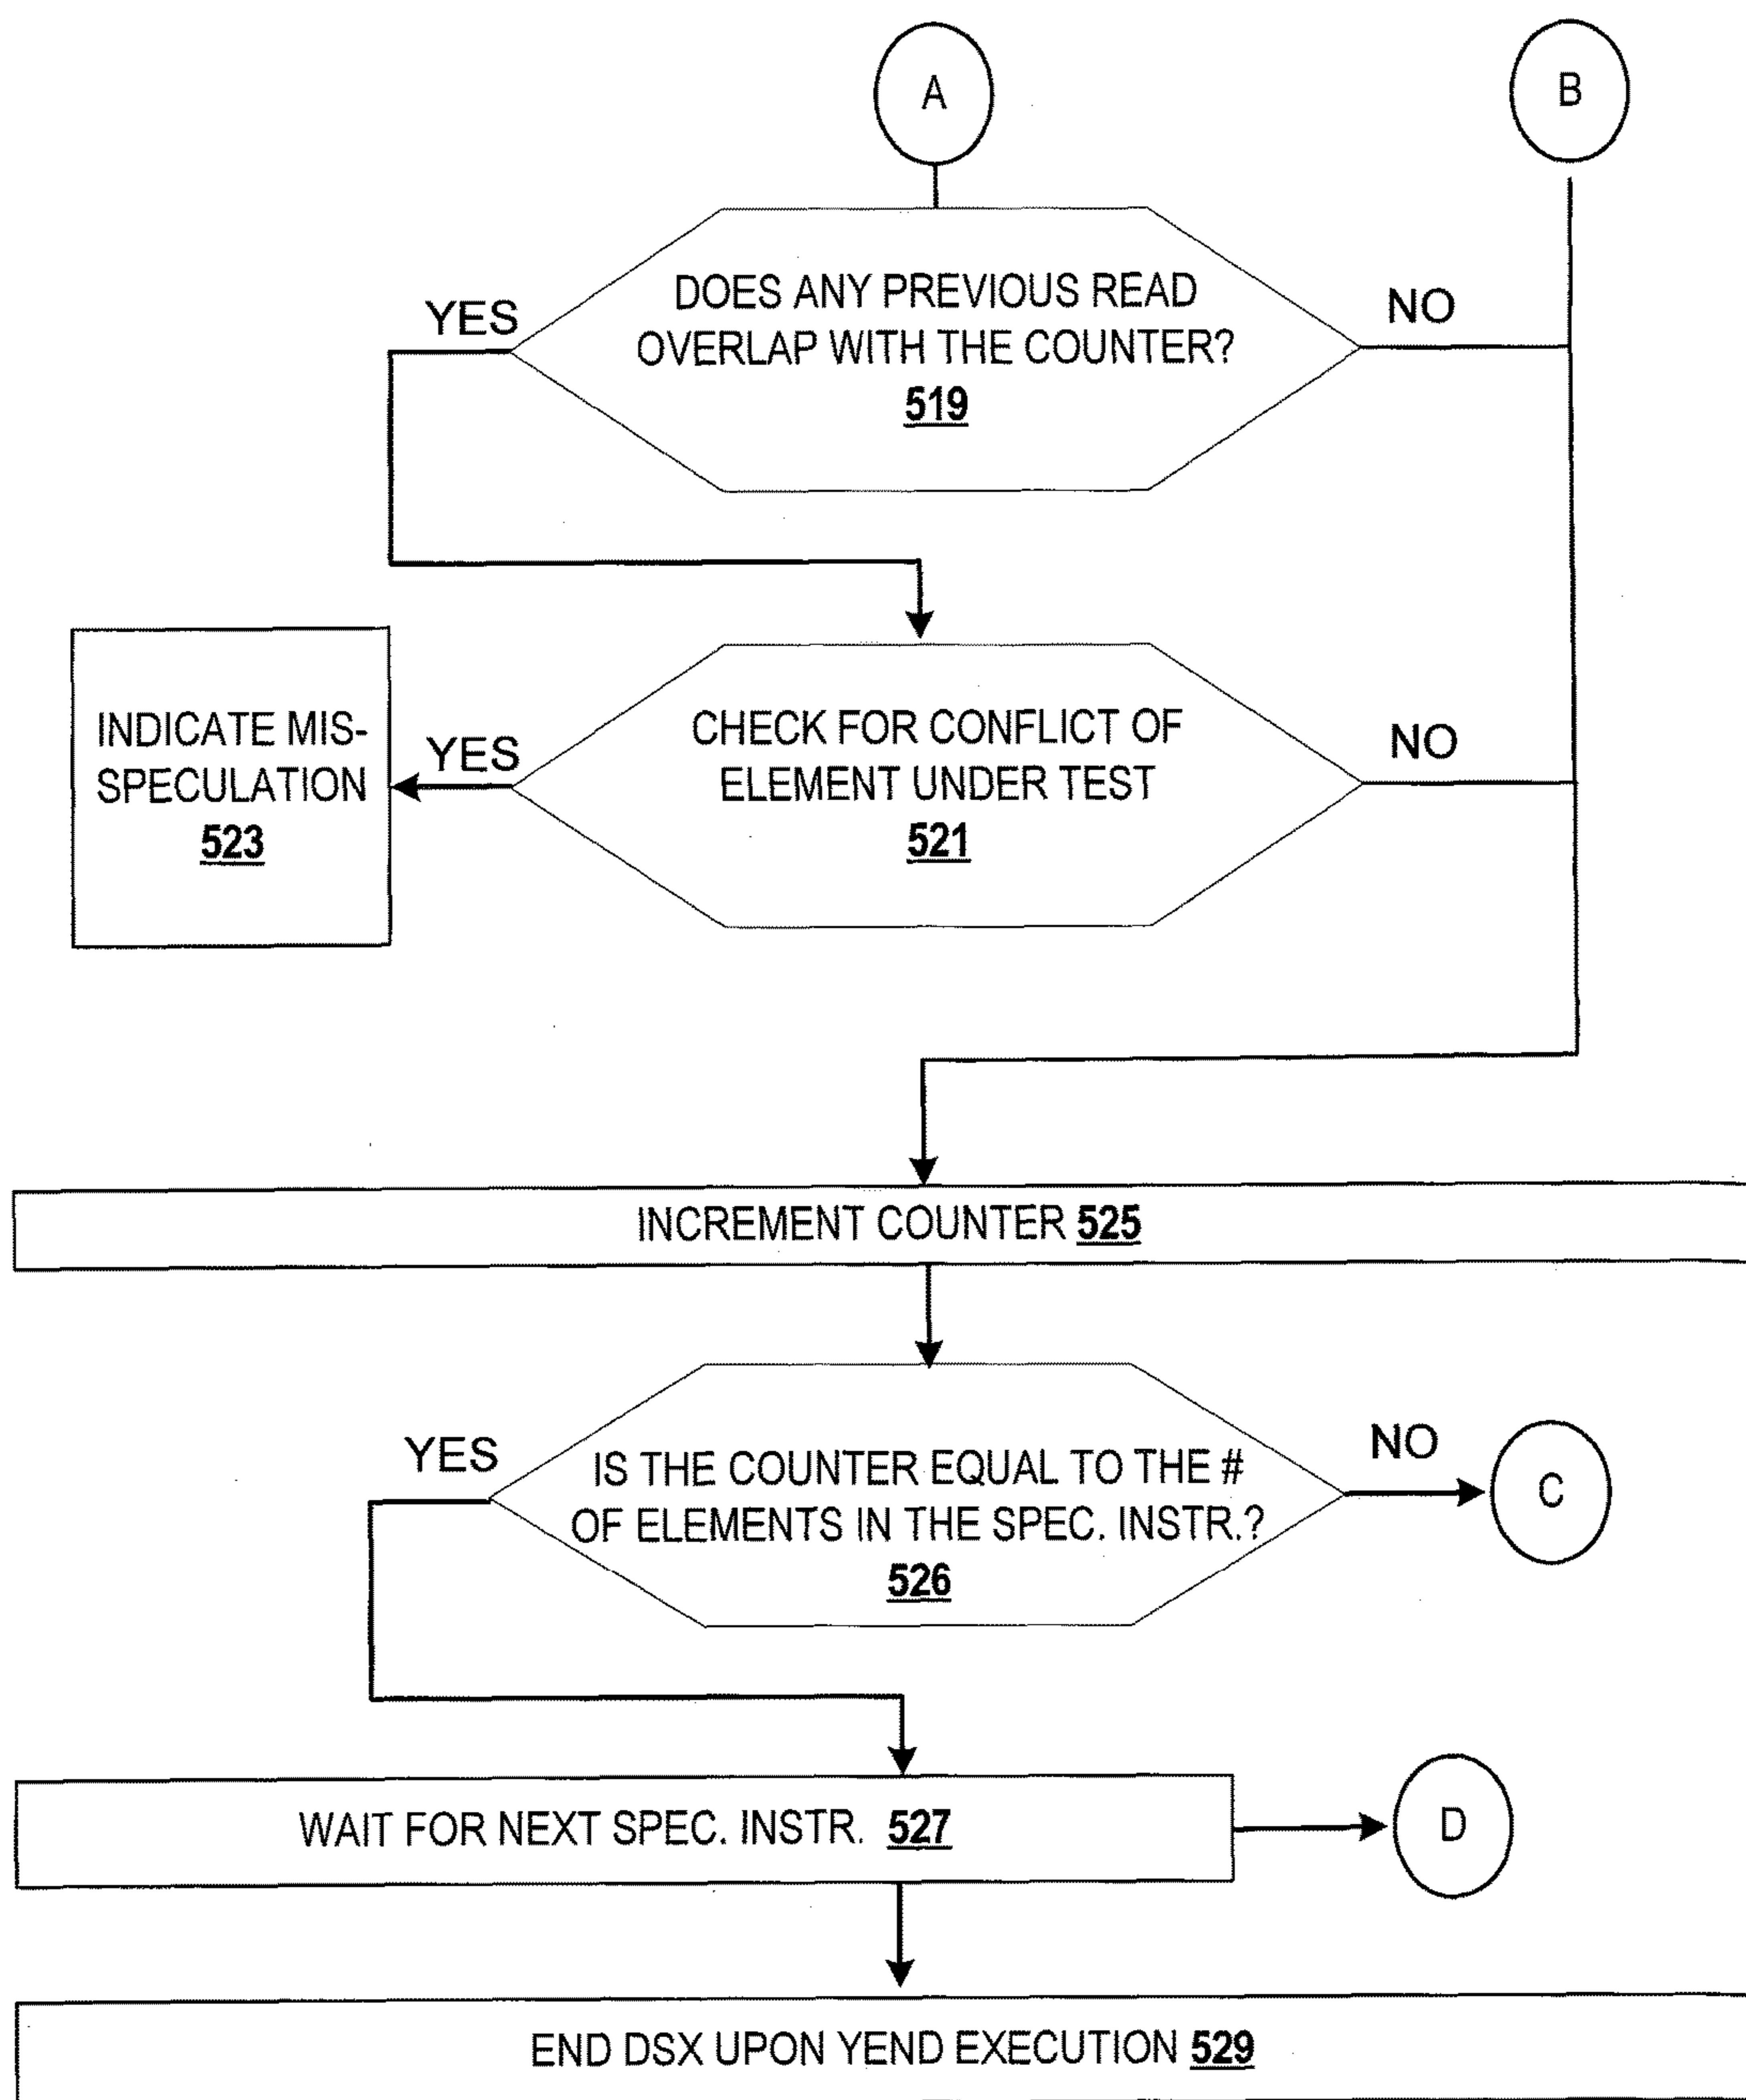 A
B
DOES ANY PREVIOUS READ
OVERLAP WITH THE COUNTER?
519
YES
NO
CHECK FOR CONFLICT OF
ELEMENT UNDER TEST
521
YES
NO
INDICATE MIS-
SPECULATION
523
INCREMENT COUNTER 525
IS THE COUNTER EQUAL TO THE #
OF ELEMENTS IN THE SPEC. INSTR.?
526
YES
NO
C
WAIT FOR NEXT SPEC. INSTR. 527
D
END DSX UPON YEND EXECUTION 529